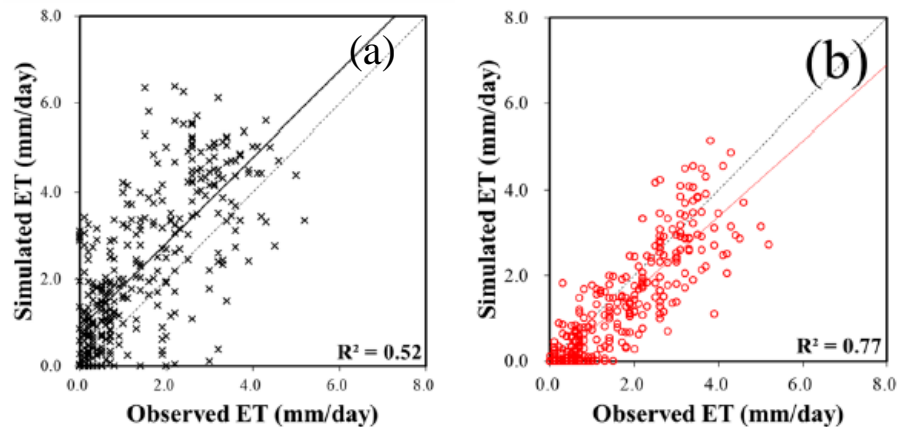 (a)
8.0
6.0
4.0
2.0
0.0
Simulated ET (mm/day)
R² = 0.52
0.0 2.0 4.0 6.0 8.0
Observed ET (mm/day)
(b)
8.0
6.0
4.0
2.0
0.0
Simulated ET (mm/day)
R² = 0.77
0.0 2.0 4.0 6.0 8.0
Observed ET (mm/day)